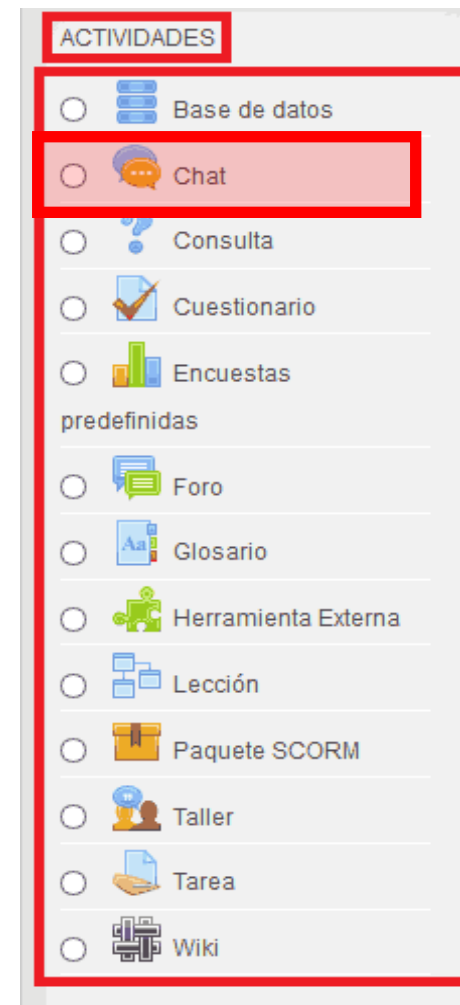 ACTIVIDADES
Base de datos
Chat
Consulta
Cuestionario
Encuestas
predefinidas
Foro
Aa
Glosario
Herramienta Externa
Lección
Paquete SCORM
Taller
Tarea
Wiki